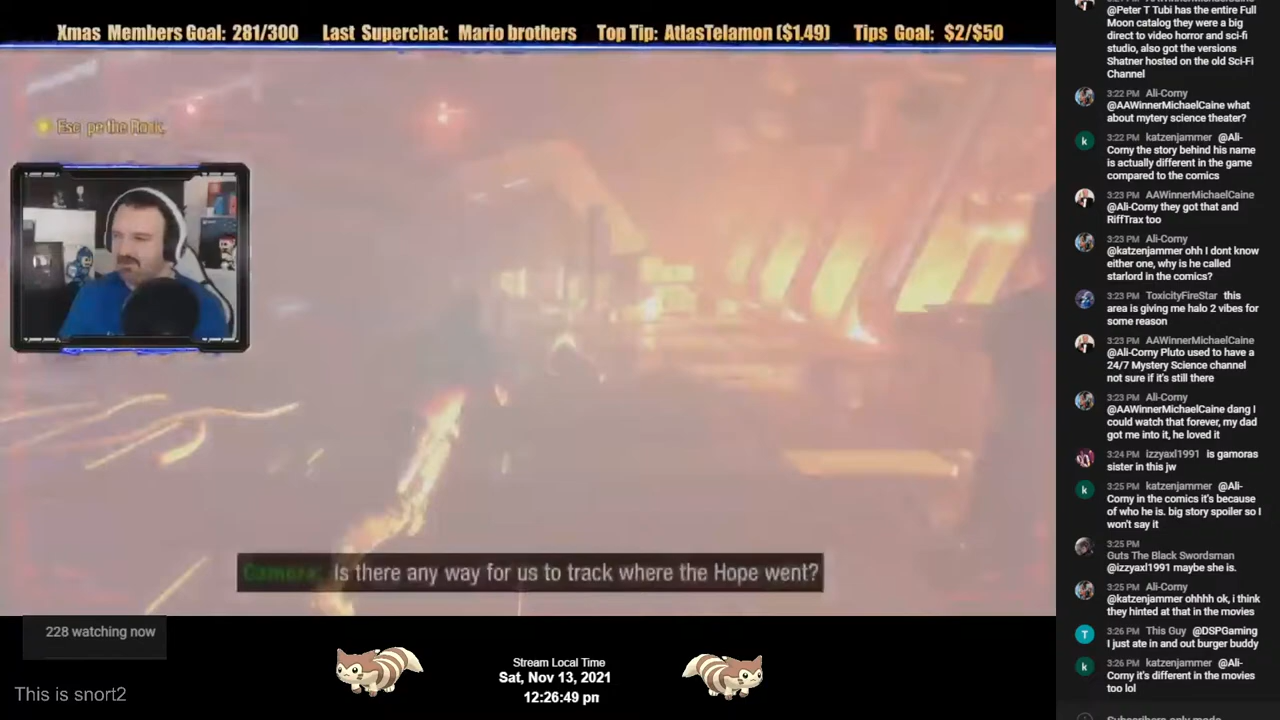 Xmas Members Goal: 281/300 Last Superchat: Mario brothers Top Tip: AtlasTelamon ($1.49) Tips Goal: $2/$50
Esc pe the Rock.
Gamora: Is there any way for us to track where the Hope went?
228 watching now
This is snort2
Stream Local Time
Sat, Nov 13, 2021
12:26:49 pm
@Peter T Tubi has the entire Full
Moon catalog they were a big
direct to video horror and sci-fi
studio, also got the versions
Shatner hosted on the old Sci-Fi
Channel
3:22 PM Ali-Corny
@AAWinnerMichaelCaine what
about mytery science theater?
3:22 PM katzenjammer @Ali-
Corny the story behind his name
is actually different in the game
compared to the comics
3:23 PM AAWinnerMichaelCaine
@Ali-Corny they got that and
RiffTrax too
3:23 PM Ali-Corny
@katzenjammer ohh I dont know
either one, why is he called
starlord in the comics?
3:23 PM ToxicityFireStar this
area is giving me halo 2 vibes for
some reason
3:23 PM AAWinnerMichaelCaine
@Ali-Corny Pluto used to have a
24/7 Mystery Science channel
not sure if it's still there
3:23 PM Ali-Corny
@AAWinnerMichaelCaine dang I
could watch that forever, my dad
got me into it, he loved it
3:24 PM izzyaxl1991 is gamoras
sister in this jw
3:25 PM katzenjammer @Ali-
Corny in the comics it's because
of who he is. big story spoiler so I
won't say it
3:25 PM
Guts The Black Swordsman
@izzyaxl1991 maybe she is.
3:25 PM Ali-Corny
@katzenjammer ohhhh ok, i think
they hinted at that in the movies
3:26 PM This Guy @DSPGaming
I just ate in and out burger buddy
3:26 PM katzenjammer @Ali-
Corny it's different in the movies
too lol
Subscribers-only mode